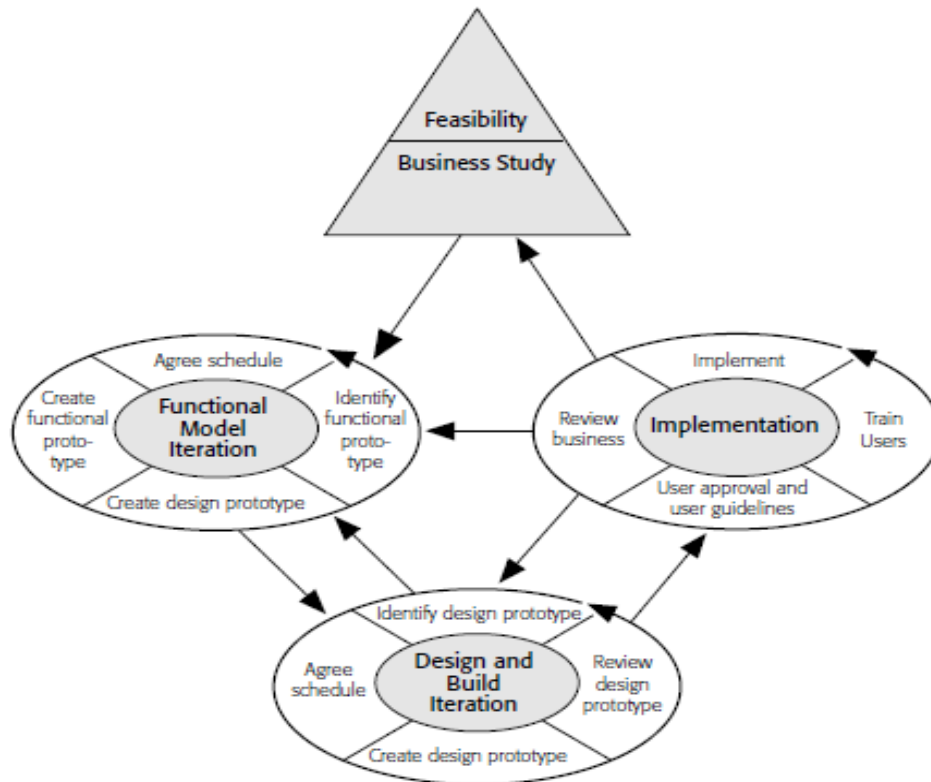 Feasibility
Business Study
Agree schedule
Create
functional
proto-
type
Functional
Model
Iteration
Identify
functional
proto-
type
Create design prototype
Implement
Review
business
Implementation
Train
Users
User approval and
user guidelines
Identify design prototype
Agree
schedule
Design and
Build
Iteration
Review
design
prototype
Create design prototype